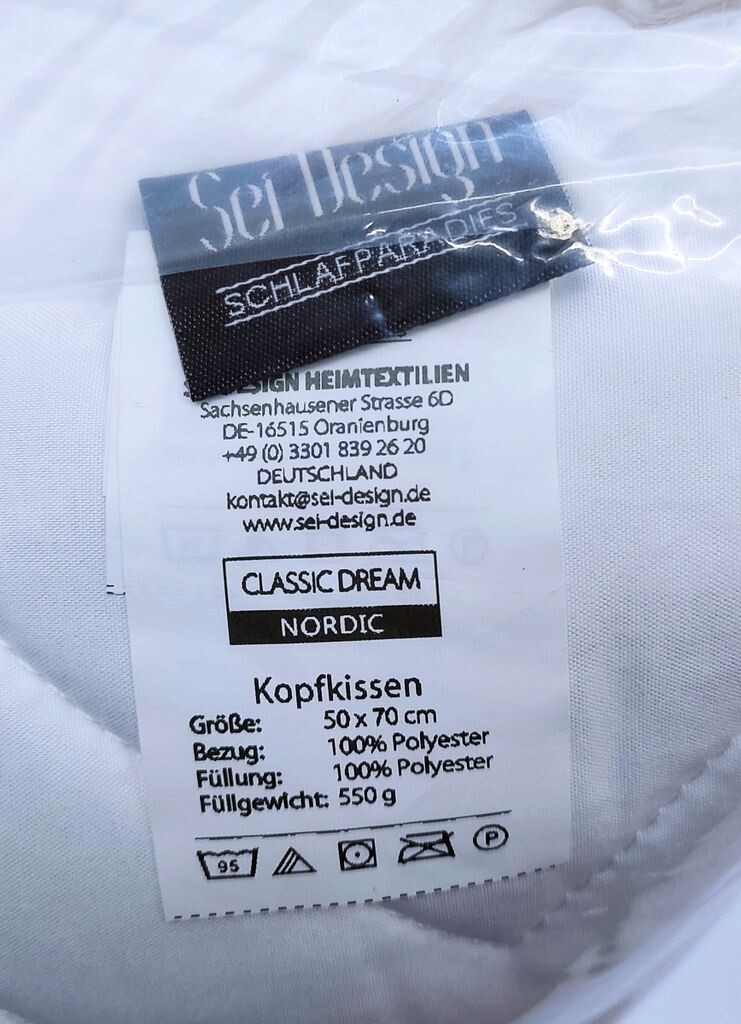 Sei Design
SCHLAFPARADIES
DESIGN HEIMTEXTILIEN
Sachsenhausener Strasse 6D
DE-16515 Oranienburg
+49 (0) 3301 839 26 20
DEUTSCHLAND
kontakt@sei-design.de
www.sei-design.de
CLASSIC DREAM
NORDIC
Kopfkissen
Größe: 50 x 70 cm
Bezug: 100% Polyester
Füllung: 100% Polyester
Füllgewicht: 550 g
95
P